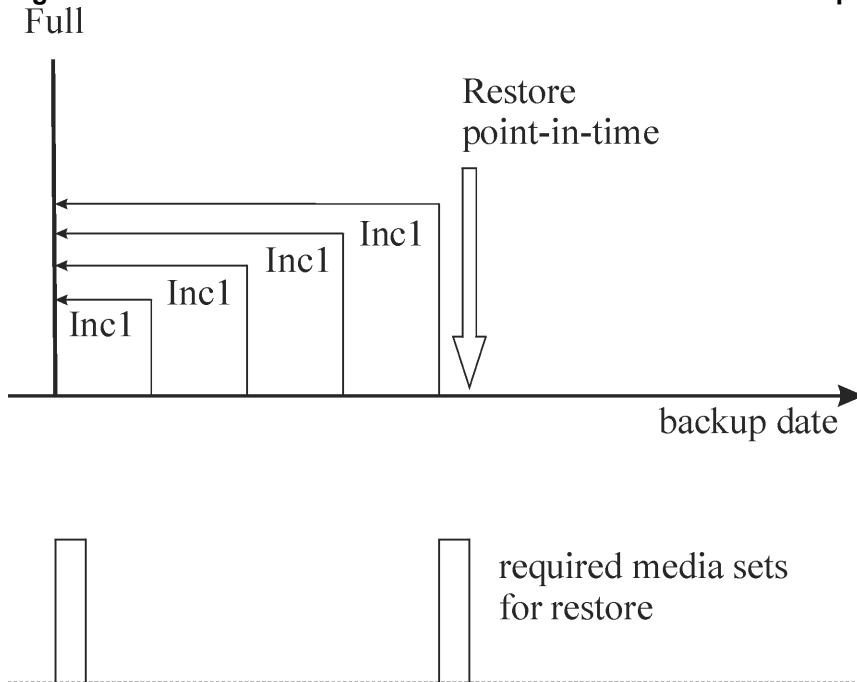 Full
Restore
point-in-time
Inc1
Inc1
Inc1
Inc1
backup date
required media sets
for restore